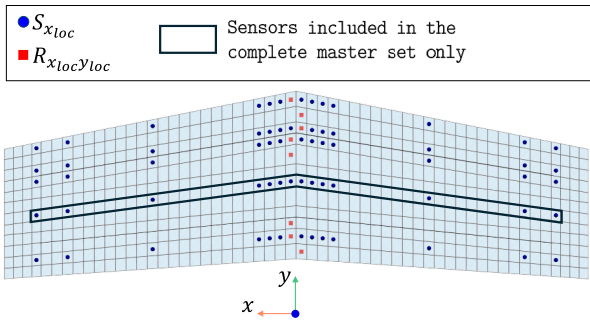 S_{x_{loc}}
R_{x_{loc}y_{loc}}
Sensors included in the
complete master set only
y
x